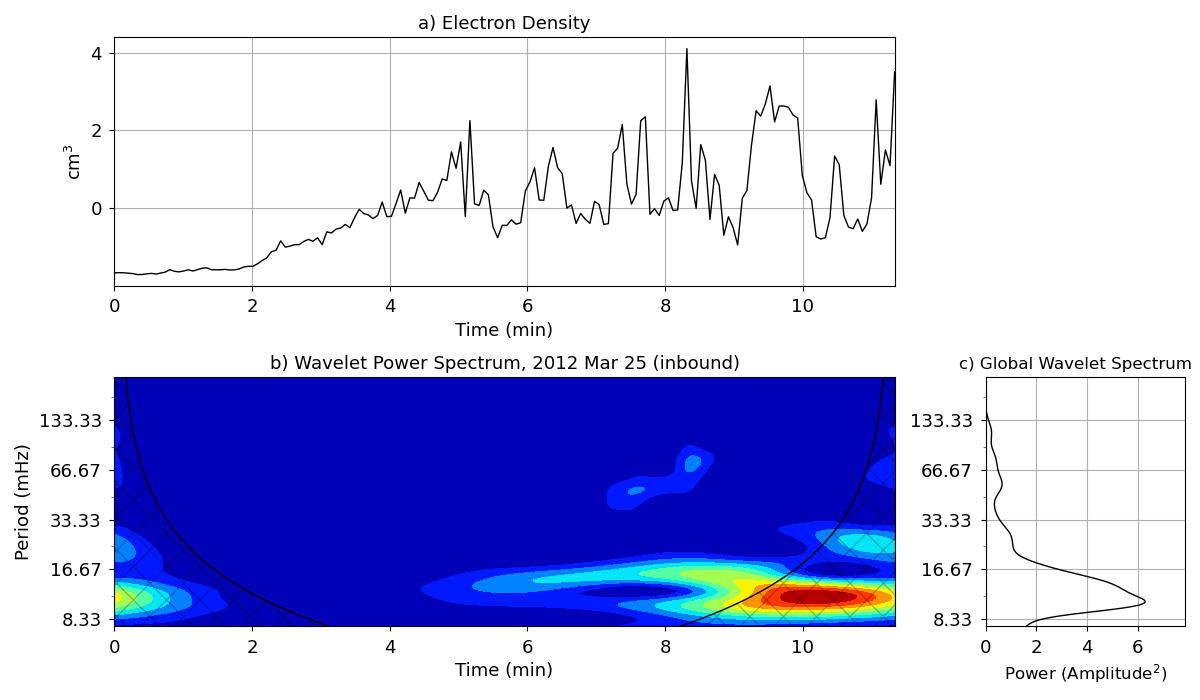 a) Electron Density
4
2
0
cm³
0 2 4 6 8 10
Time (min)
b) Wavelet Power Spectrum, 2012 Mar 25 (inbound)
133.33
66.67
33.33
16.67
8.33
Period (mHz)
0 2 4 6 8 10
Time (min)
c) Global Wavelet Spectrum
133.33
66.67
33.33
16.67
8.33
0 2 4 6
Power (Amplitude²)